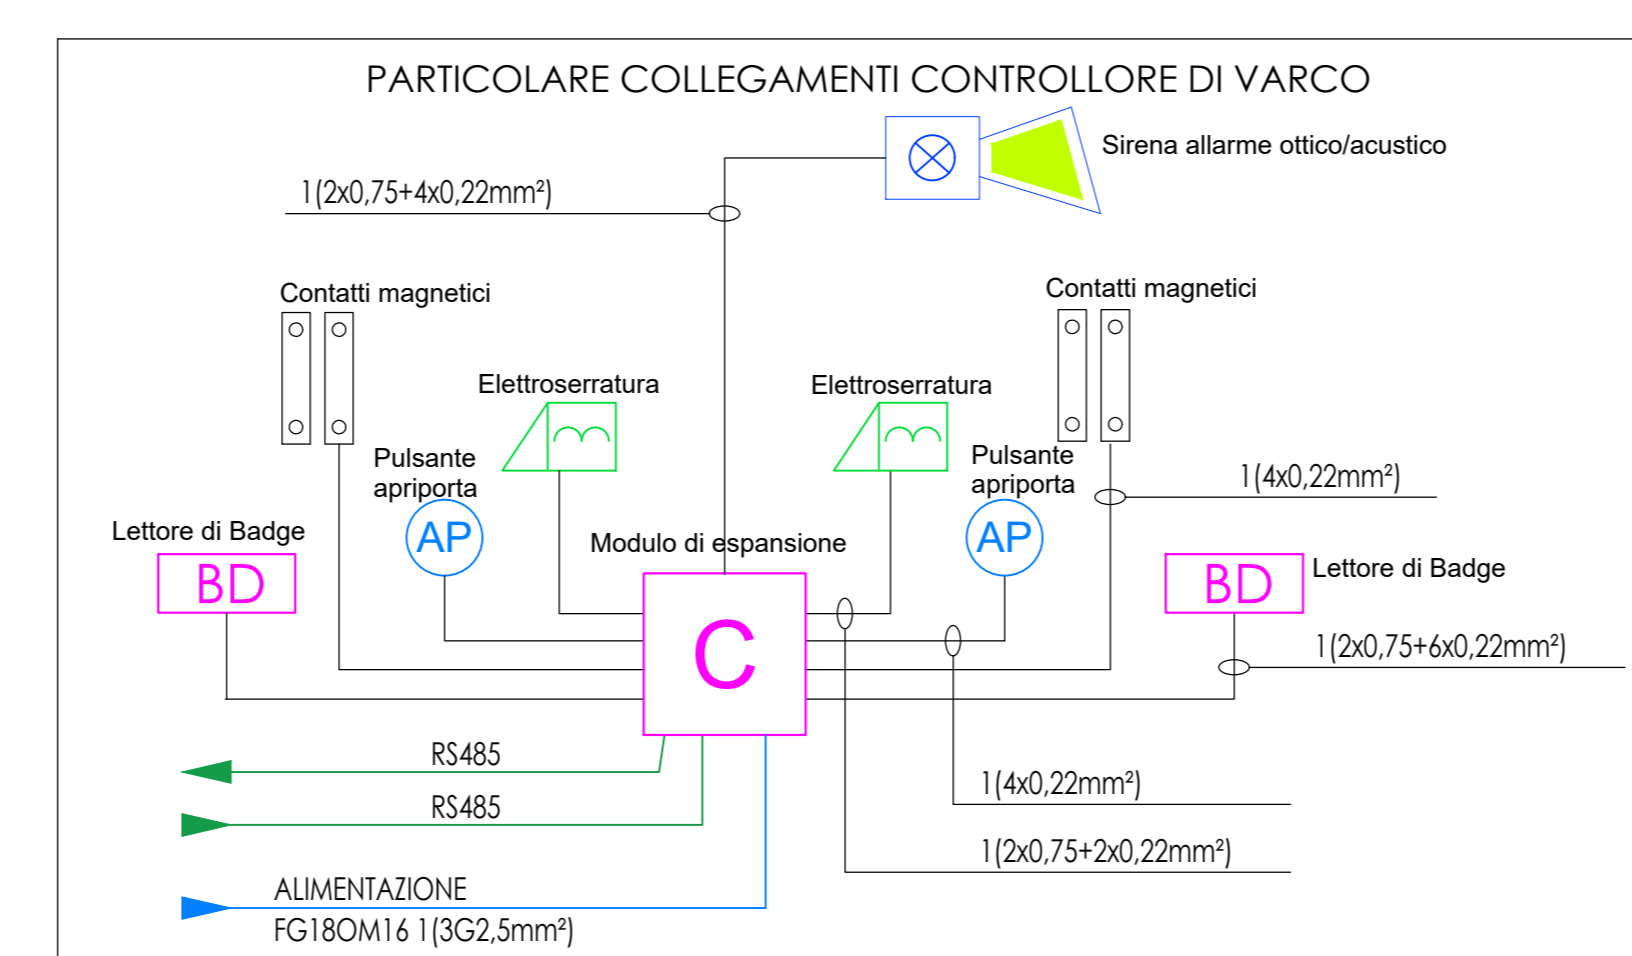 PARTICOLARE COLLEGAMENTI CONTROLLORE DI VARCO
Sirena allarme ottico/acustico
1(2x0,75+4x0,22mm²)
Contatti magnetici
Contatti magnetici
Elettroserratura
Elettroserratura
Pulsante
apriporta
Pulsante
apriporta
1(4x0,22mm²)
Lettore di Badge
AP
Modulo di espansione
AP
BD
BD
Lettore di Badge
C
1(2x0,75+6x0,22mm²)
RS485
1(4x0,22mm²)
RS485
1(2x0,75+2x0,22mm²)
ALIMENTAZIONE
FG18OM16 1(3G2,5mm²)